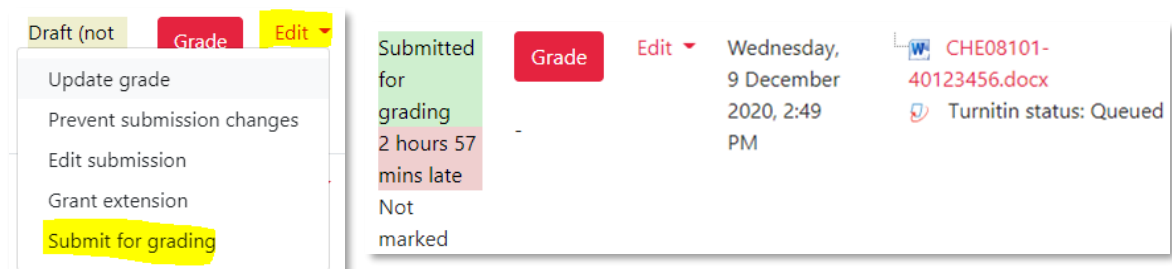 Draft (not
Grade
Edit
Update grade
Prevent submission changes
Edit submission
Grant extension
Submit for grading
Submitted
for
grading
2 hours 57
mins late
Not
marked
Grade
-
Edit
Wednesday,
9 December
2020, 2:49
PM
CHE08101-
40123456.docx
Turnitin status: Queued